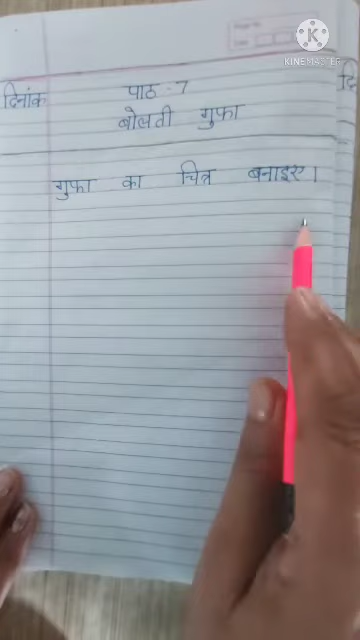 KINEMASTER
दिनांक
पाठ - 7
बोलती गुफा
गुफा का चित्र बनाइए।